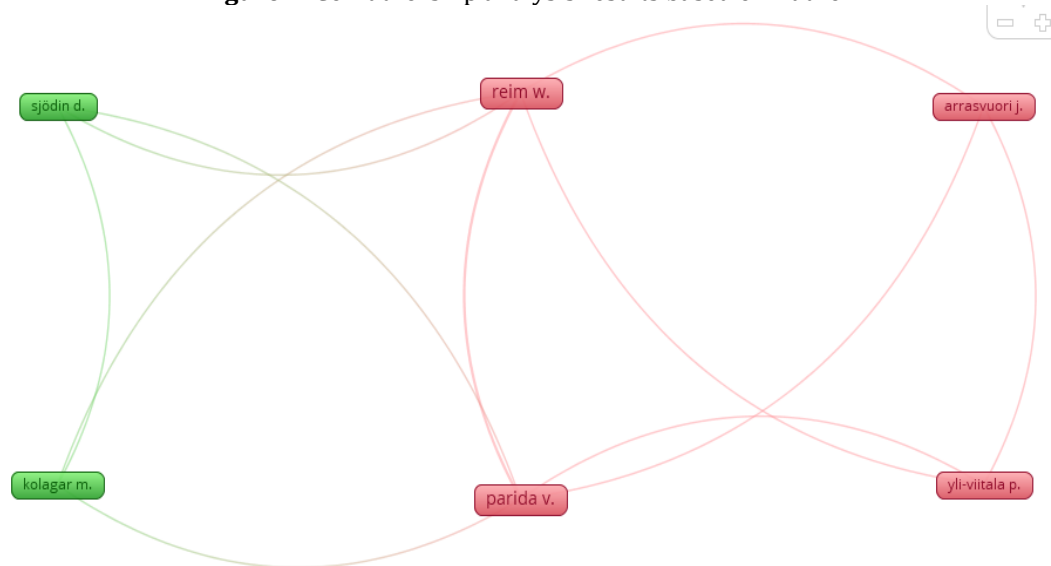 sjödin d.
reim w.
arrasvuori j.
kolagar m.
parida v.
yli-viitala p.